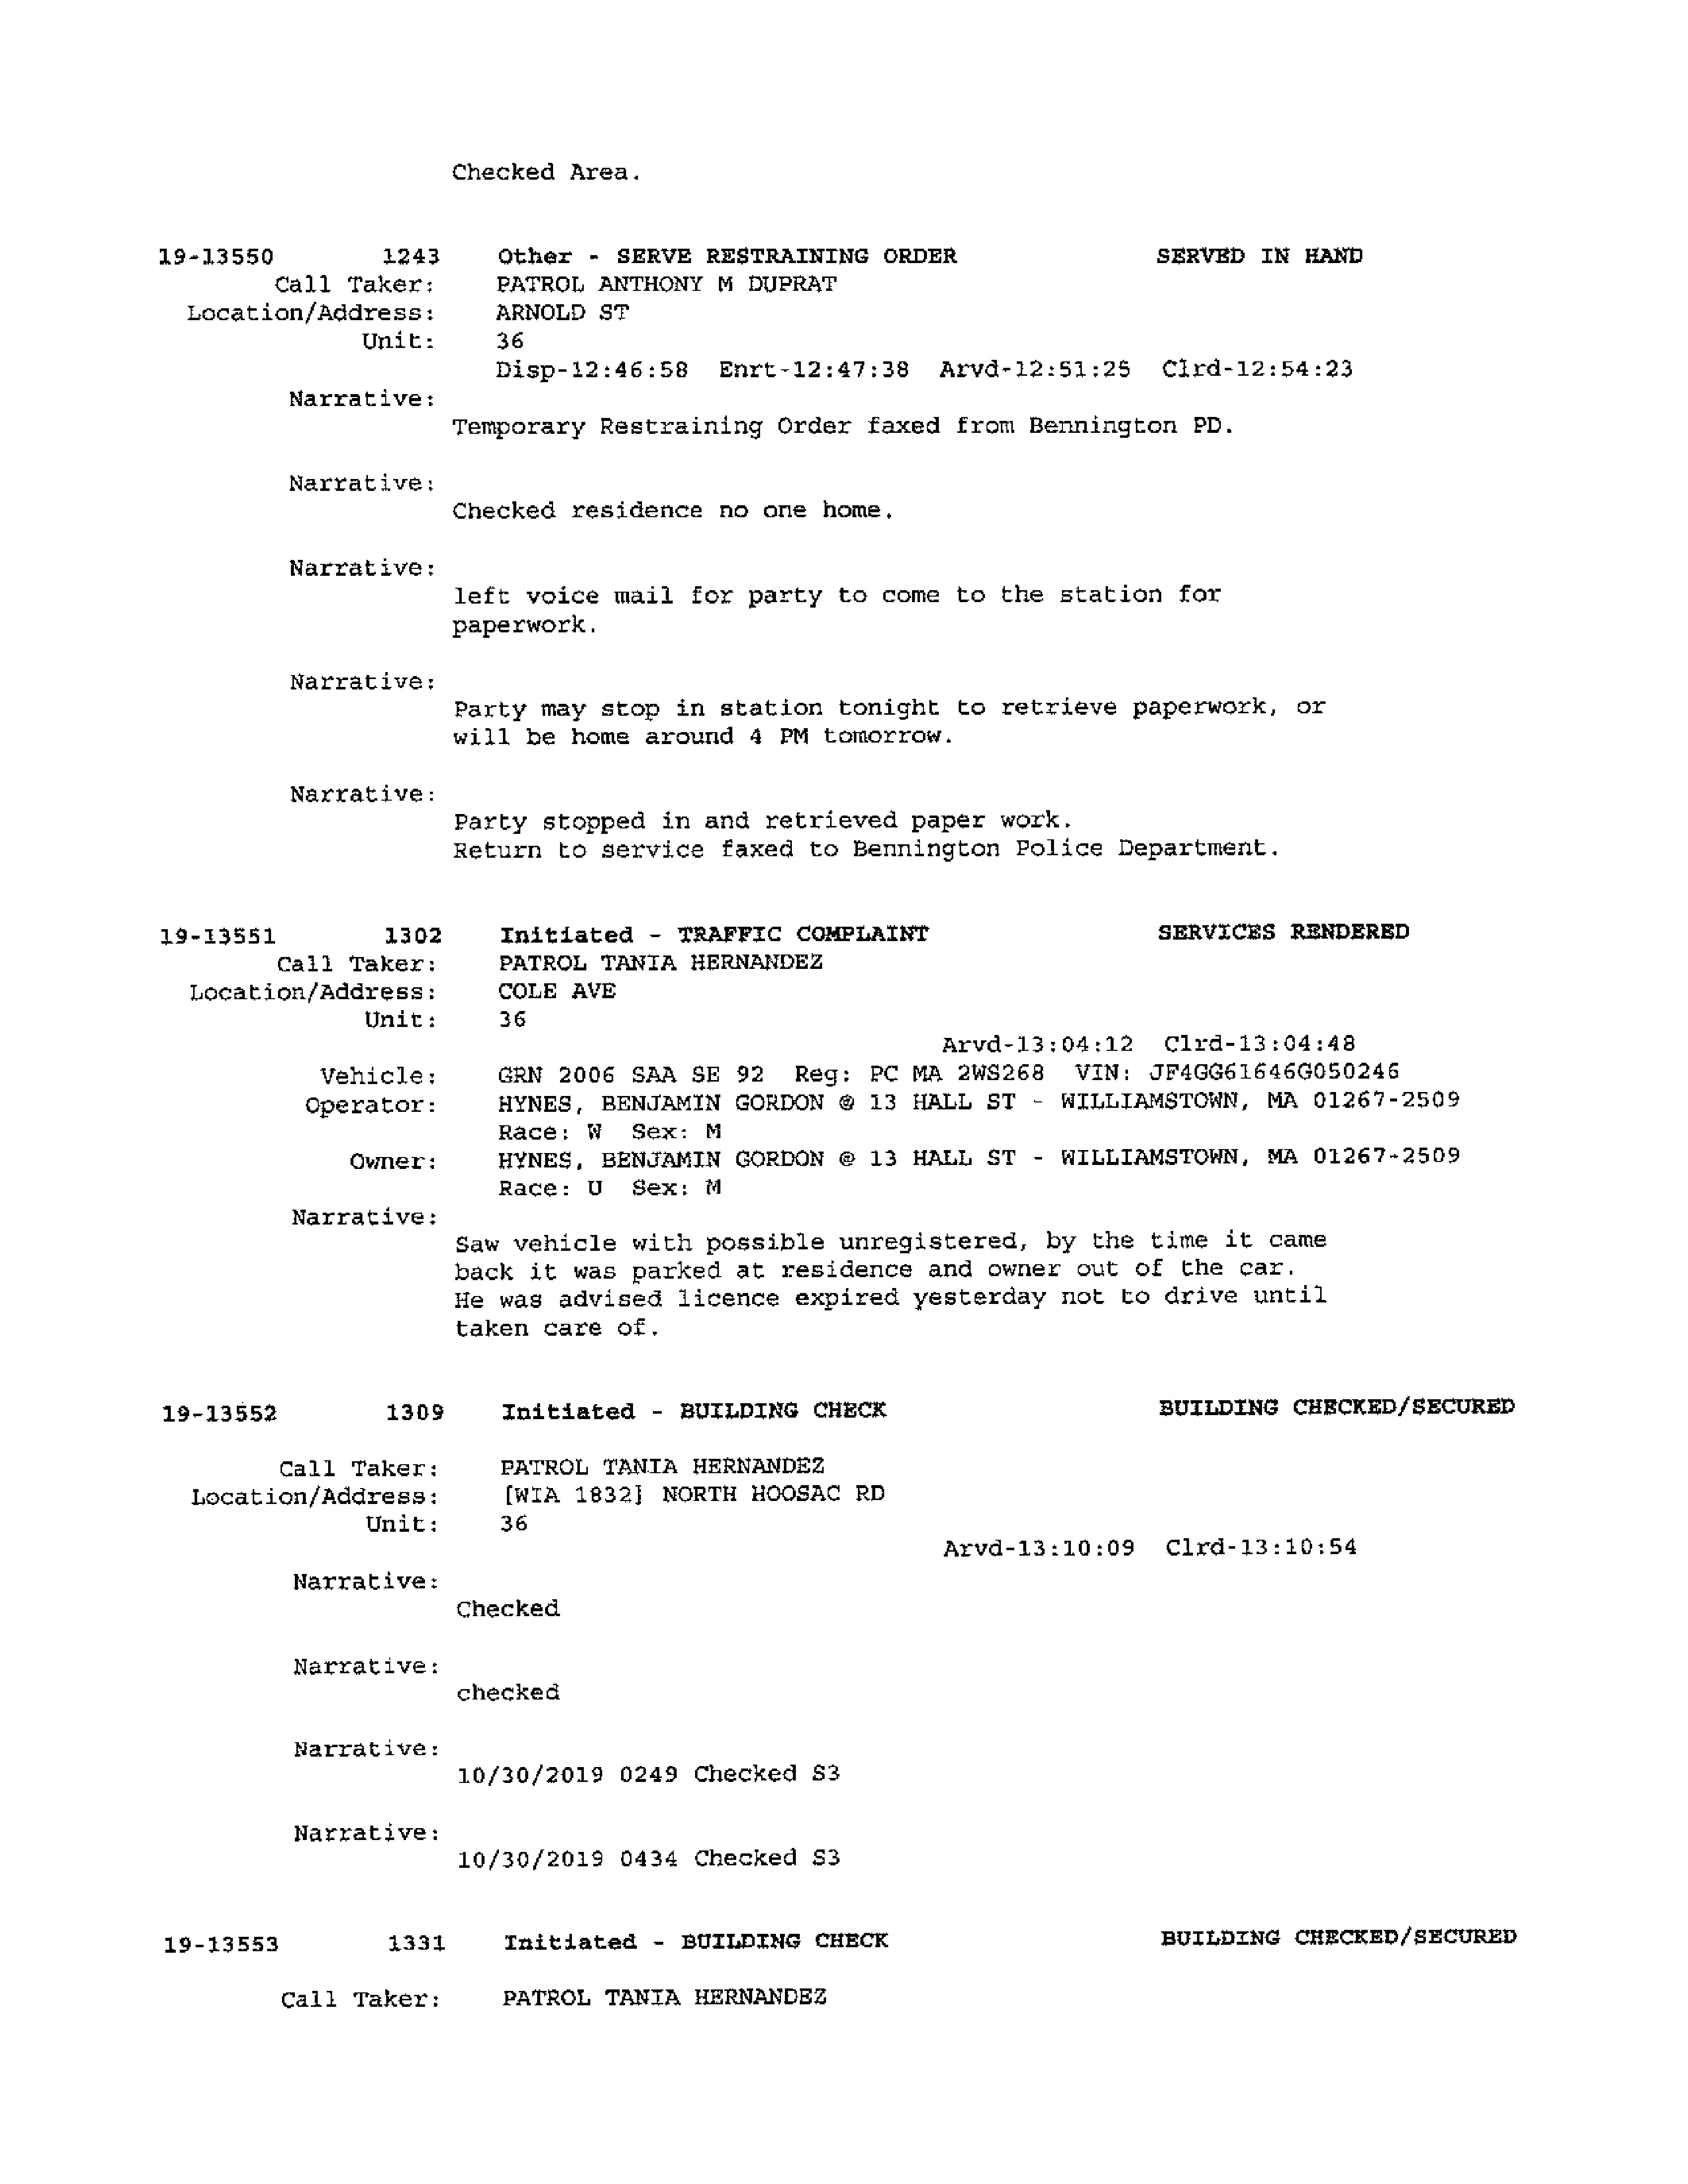 Checked Area.
19-13550 1243 Other - SERVE RESTRAINING ORDER SERVED IN HAND
Call Taker: PATROL ANTHONY M DUPRAT
Location/Address: ARNOLD ST
Unit: 36
Disp-12:46:58 Enrt-12:47:38 Arvd-12:51:25 Clrd-12:54:23
Narrative:
Temporary Restraining Order faxed from Bennington PD.
Narrative:
Checked residence no one home.
Narrative:
left voice mail for party to come to the station for
paperwork.
Narrative:
Party may stop in station tonight to retrieve paperwork, or
will be home around 4 PM tomorrow.
Narrative:
Party stopped in and retrieved paper work.
Return to service faxed to Bennington Police Department.
19-13551 1302 Initiated - TRAFFIC COMPLAINT SERVICES RENDERED
Call Taker: PATROL TANIA HERNANDEZ
Location/Address: COLE AVE
Unit: 36
Arvd-13:04:12 Clrd-13:04:48
Vehicle: GRN 2006 SAA SE 92 Reg: PC MA 2WS268 VIN: JF4GG61646G050246
Operator: HYNES, BENJAMIN GORDON @ 13 HALL ST - WILLIAMSTOWN, MA 01267-2509
Race: W Sex: M
Owner: HYNES, BENJAMIN GORDON @ 13 HALL ST - WILLIAMSTOWN, MA 01267-2509
Race: U Sex: M
Narrative:
Saw vehicle with possible unregistered, by the time it came
back it was parked at residence and owner out of the car.
He was advised licence expired yesterday not to drive until
taken care of.
19-13552 1309 Initiated - BUILDING CHECK BUILDING CHECKED/SECURED
Call Taker: PATROL TANIA HERNANDEZ
Location/Address: [WIA 1832] NORTH HOOSAC RD
Unit: 36
Arvd-13:10:09 Clrd-13:10:54
Narrative:
Checked
Narrative:
checked
Narrative:
10/30/2019 0249 Checked S3
Narrative:
10/30/2019 0434 Checked S3
19-13553 1331 Initiated - BUILDING CHECK BUILDING CHECKED/SECURED
Call Taker: PATROL TANIA HERNANDEZ